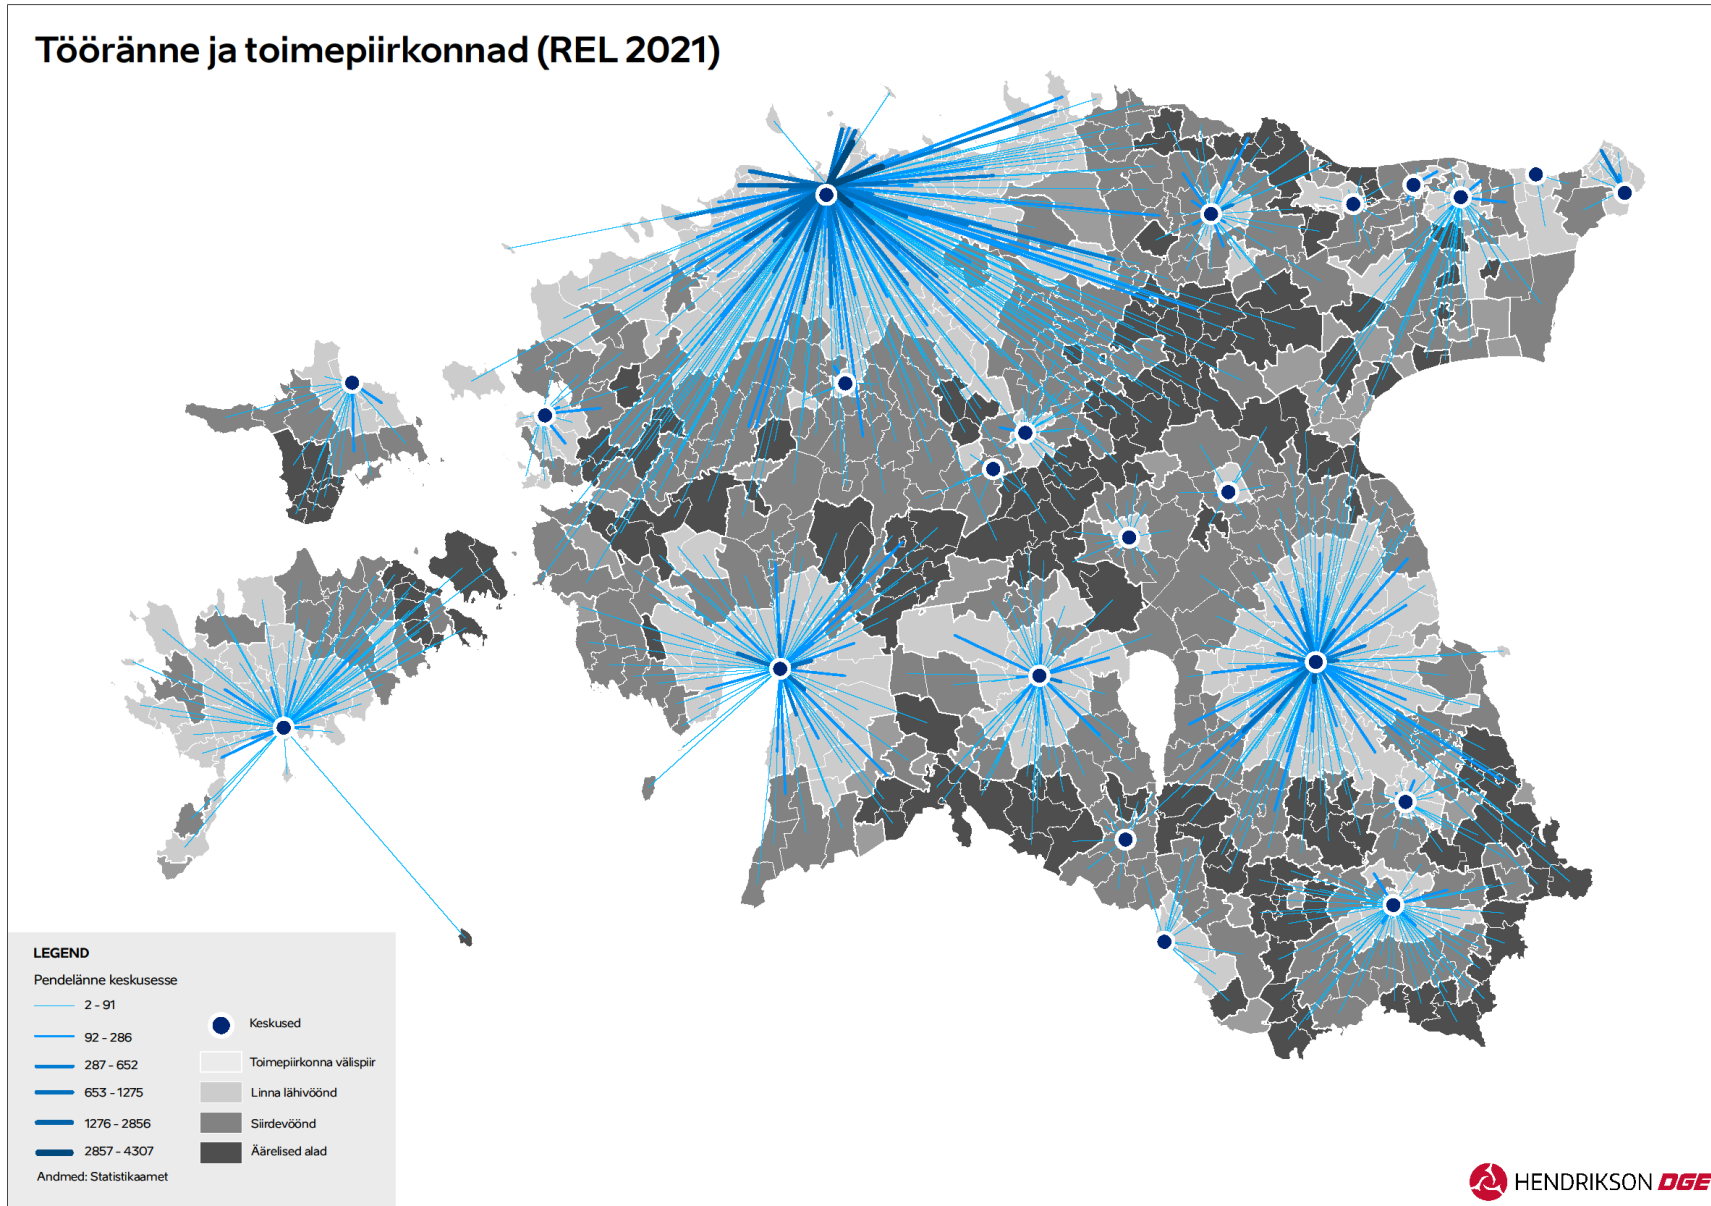 Tööränne ja toimepiirkonnad (REL 2021)
LEGEND
Pendelänne keskusesse
2 - 91
92 - 286
287 - 652
653 - 1275
1276 - 2856
2857 - 4307
Keskused
Toimepiirkonna välispiir
Linna lähivöönd
Siirdevöönd
Äärelised alad
Andmed: Statistikaamet
HENDRIKSON DGE